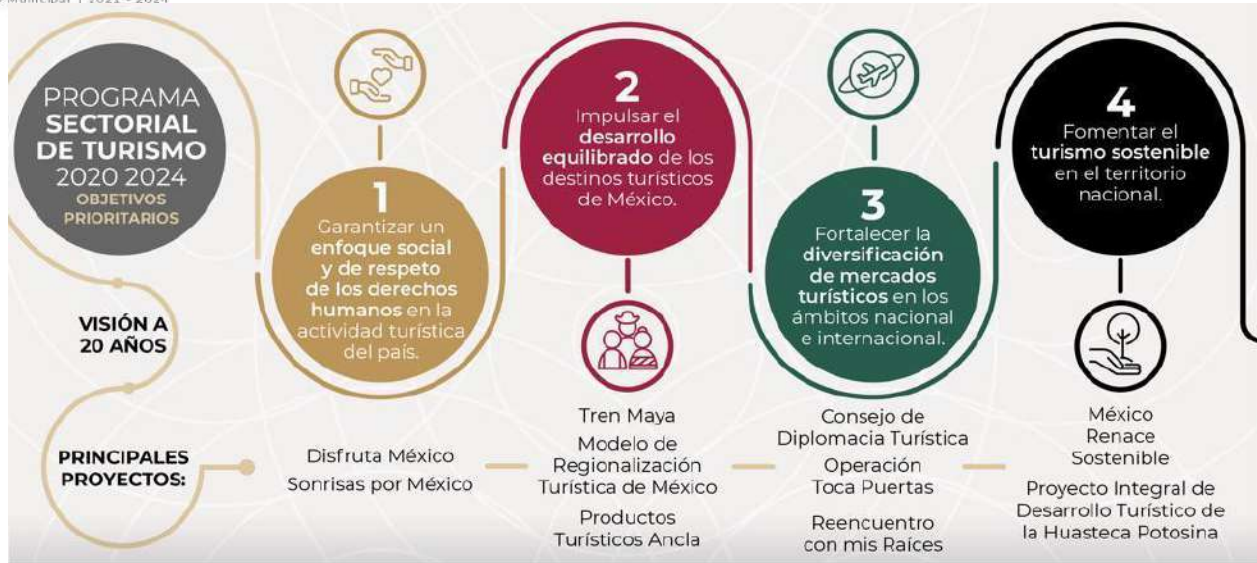 Municipal | 2021 - 2024
PROGRAMA
SECTORIAL
DE TURISMO
2020 2024
OBJETIVOS
PRIORITARIOS
VISIÓN A
20 AÑOS
PRINCIPALES
PROYECTOS:
1
Garantizar un
enfoque social
y de respeto
de los derechos
humanos en la
actividad turística
del país.
Disfruta México
Sonrisas por México
2
Impulsar el
desarrollo
equilibrado de los
destinos turísticos
de México.
Tren Maya
Modelo de
Regionalización
Turística de México
Productos
Turísticos Ancla
3
Fortalecer la
diversificación
de mercados
turísticos en los
ámbitos nacional
e internacional.
Consejo de
Diplomacia Turística
Operación
Toca Puertas
Reencuentro
con mis Raíces
4
Fomentar el
turismo sostenible
en el territorio
nacional.
México
Renace
Sostenible
Proyecto Integral de
Desarrollo Turístico de
la Huasteca Potosina